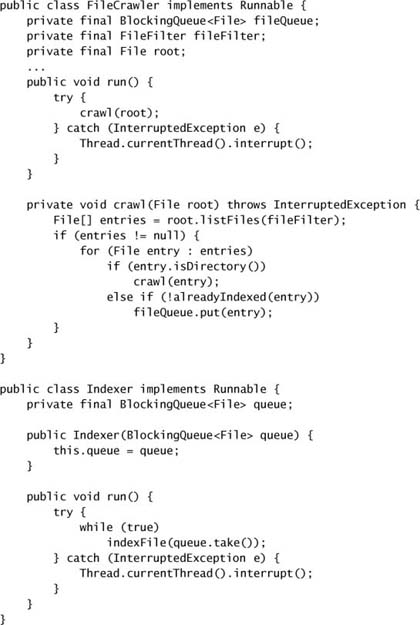 public class FileCrawler implements Runnable {
    private final BlockingQueue<File> fileQueue;
    private final FileFilter fileFilter;
    private final File root;
    ...
    public void run() {
        try {
            crawl(root);
        } catch (InterruptedException e) {
            Thread.currentThread().interrupt();
        }
    }

    private void crawl(File root) throws InterruptedException {
        File[] entries = root.listFiles(fileFilter);
        if (entries != null) {
            for (File entry : entries)
                if (entry.isDirectory())
                    crawl(entry);
                else if (!alreadyIndexed(entry))
                    fileQueue.put(entry);
        }
    }
}

public class Indexer implements Runnable {
    private final BlockingQueue<File> queue;

    public Indexer(BlockingQueue<File> queue) {
        this.queue = queue;
    }

    public void run() {
        try {
            while (true)
                indexFile(queue.take());
        } catch (InterruptedException e) {
            Thread.currentThread().interrupt();
        }
    }
}